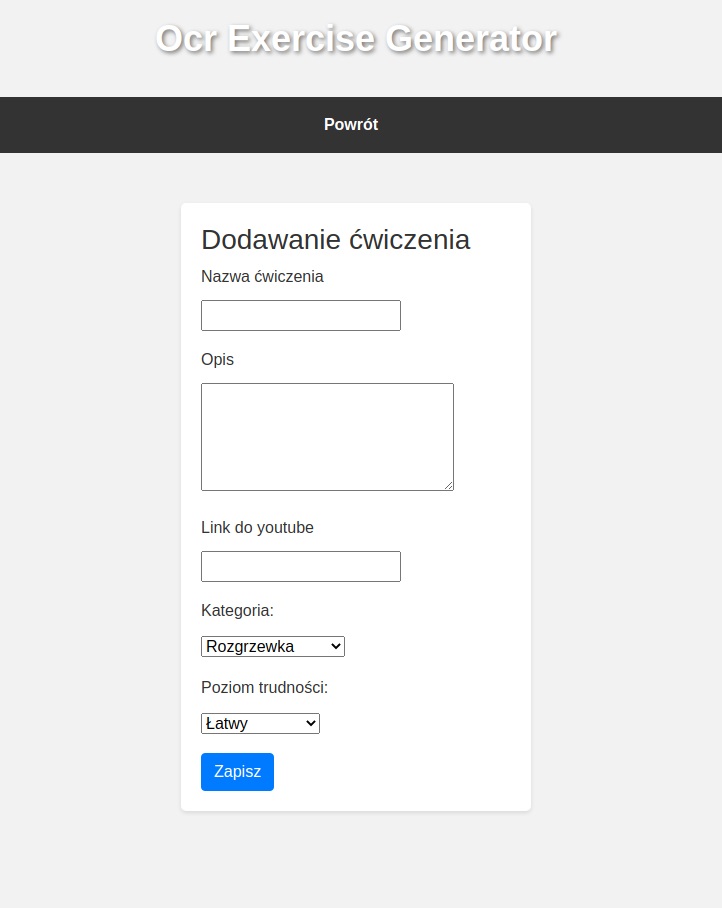 Ocr Exercise Generator
Powrót
Dodawanie ćwiczenia
Nazwa ćwiczenia
Opis
Link do youtube
Kategoria:
Rozgrzewka
Poziom trudności:
Łatwy
Zapisz